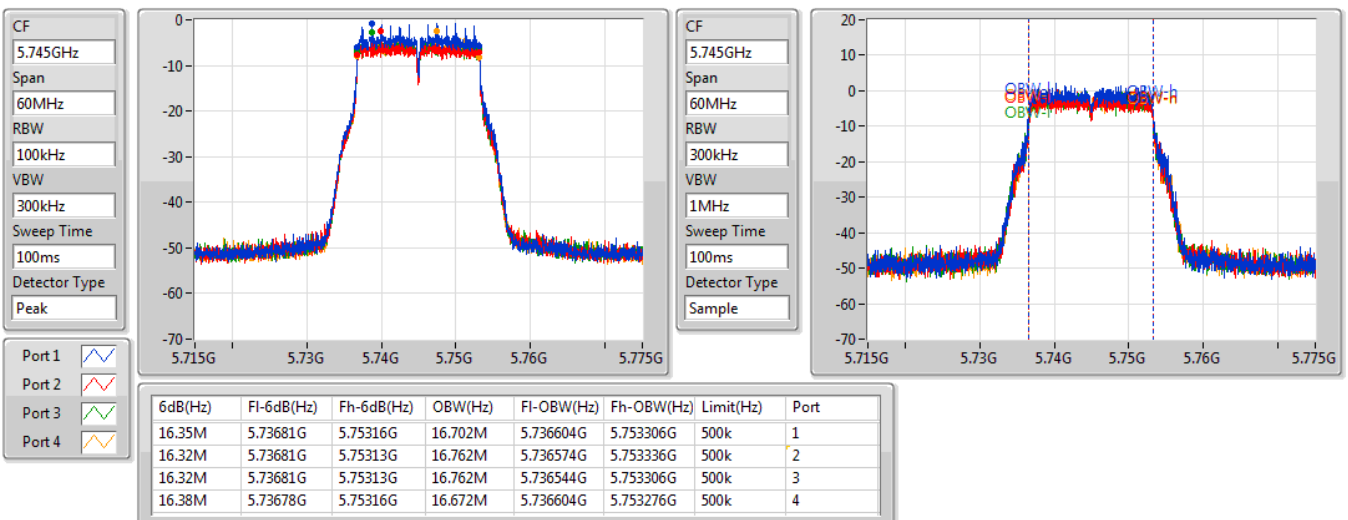 CF
5.745GHz
Span
60MHz
RBW
100kHz
VBW
300kHz
Sweep Time
100ms
Detector Type
Peak
0
-10
-20
-30
-40
-50
-60
-70
5.715G 5.73G 5.74G 5.75G 5.76G 5.775G
CF
5.745GHz
Span
60MHz
RBW
300kHz
VBW
1MHz
Sweep Time
100ms
Detector Type
Sample
20
10
0
-10
-20
-30
-40
-50
-60
-70
OBW-l
OBW-h
OBW-l
5.715G 5.73G 5.74G 5.75G 5.76G 5.775G
Port 1
Port 2
Port 3
Port 4
6dB(Hz) Fl-6dB(Hz) Fh-6dB(Hz) OBW(Hz) Fl-OBW(Hz) Fh-OBW(Hz) Limit(Hz) Port
16.35M 5.73681G 5.75316G 16.702M 5.736604G 5.753306G 500k 1
16.32M 5.73681G 5.75313G 16.762M 5.736574G 5.753336G 500k 2
16.32M 5.73681G 5.75313G 16.762M 5.736544G 5.753306G 500k 3
16.38M 5.73678G 5.75316G 16.672M 5.736604G 5.753276G 500k 4